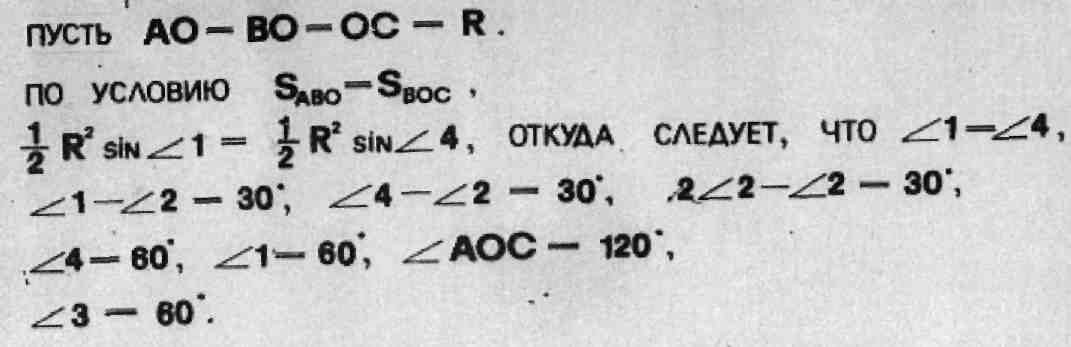 ПУСТЬ AO — BO — OC — R.
ПО УСЛОВИЮ S_ABO — S_BOC,
1/2 R² sin ∠1 = 1/2 R² sin ∠4, ОТКУДА СЛЕДУЕТ, ЧТО ∠1—∠4,
∠1—∠2 — 30°, ∠4—∠2 — 30°, 2∠2—∠2 — 30°,
∠4— 60°, ∠1— 60°, ∠AOC — 120°,
∠3 — 60°.